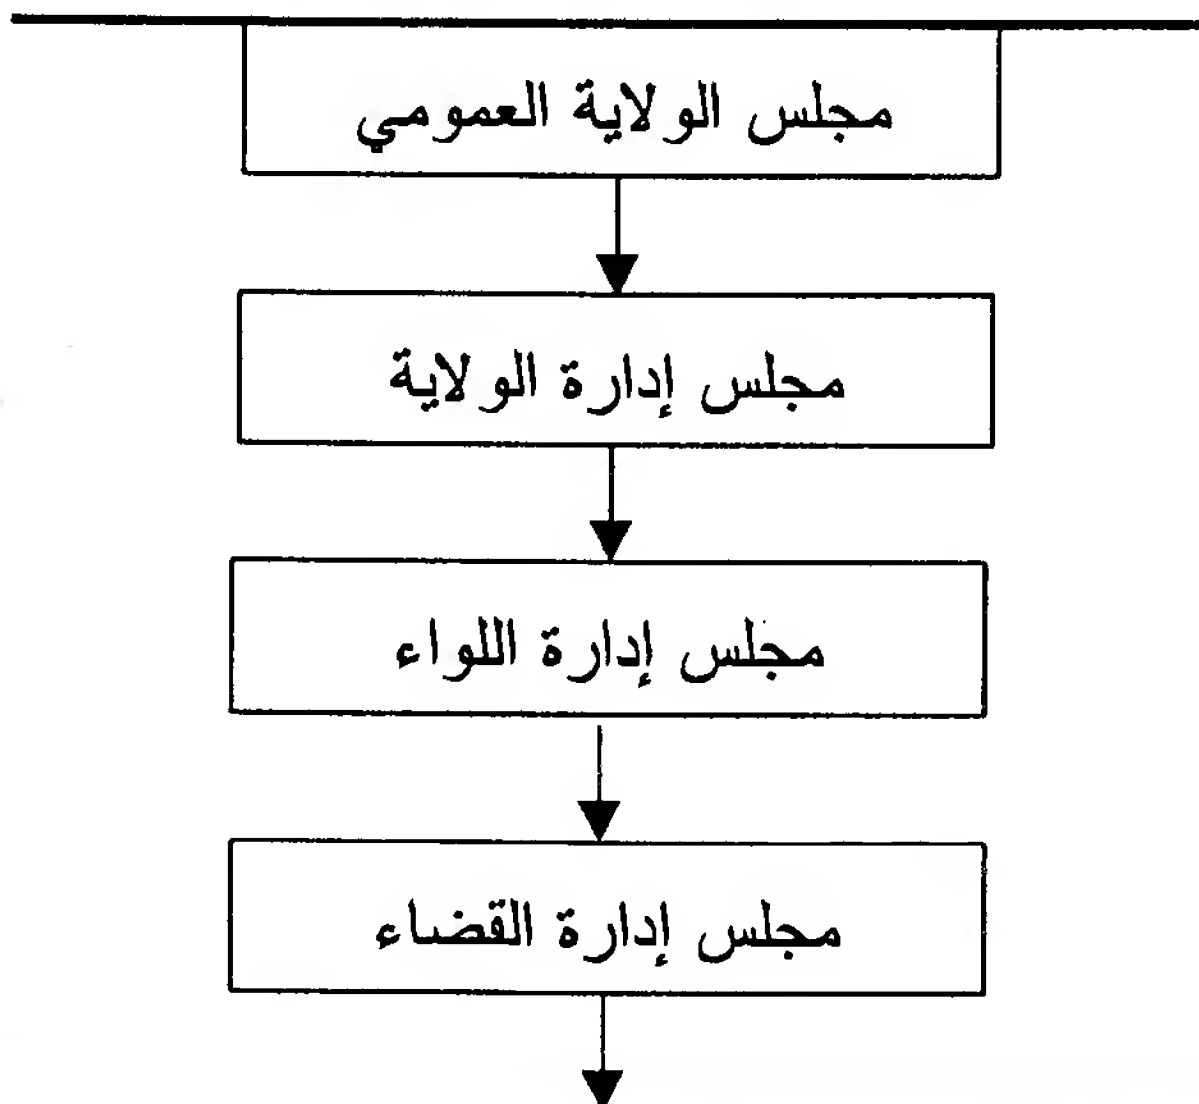 مجلس الولاية العمومي
مجلس إدارة الولاية
مجلس إدارة اللواء
مجلس إدارة القضاء